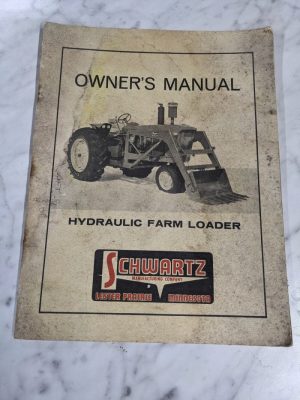 OWNER'S MANUAL
HYDRAULIC FARM LOADER
SCHWARTZ
MANUFACTURING COMPANY
LESTER PRAIRIE MINNESOTA